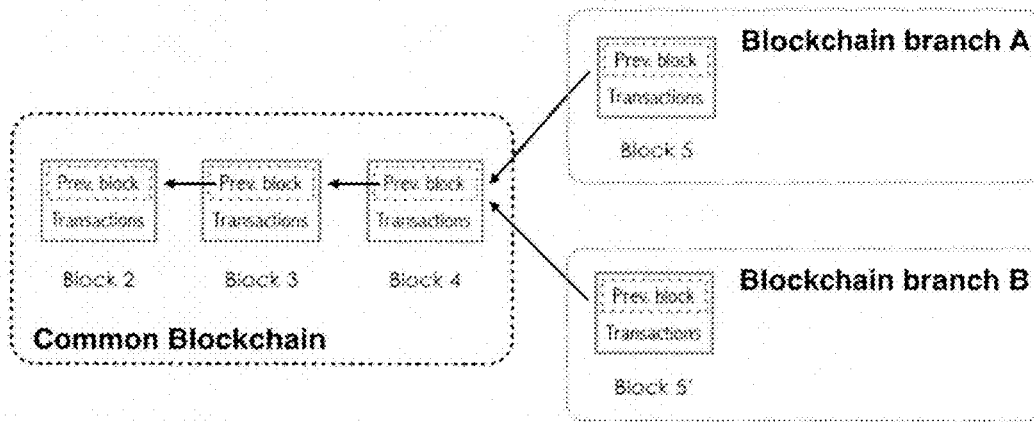 Blockchain branch A
Prev. block
Transactions
Block 5
Prev. block
Transactions
Block 2
Prev. block
Transactions
Block 3
Prev. block
Transactions
Block 4
Common Blockchain
Blockchain branch B
Prev. block
Transactions
Block 5'